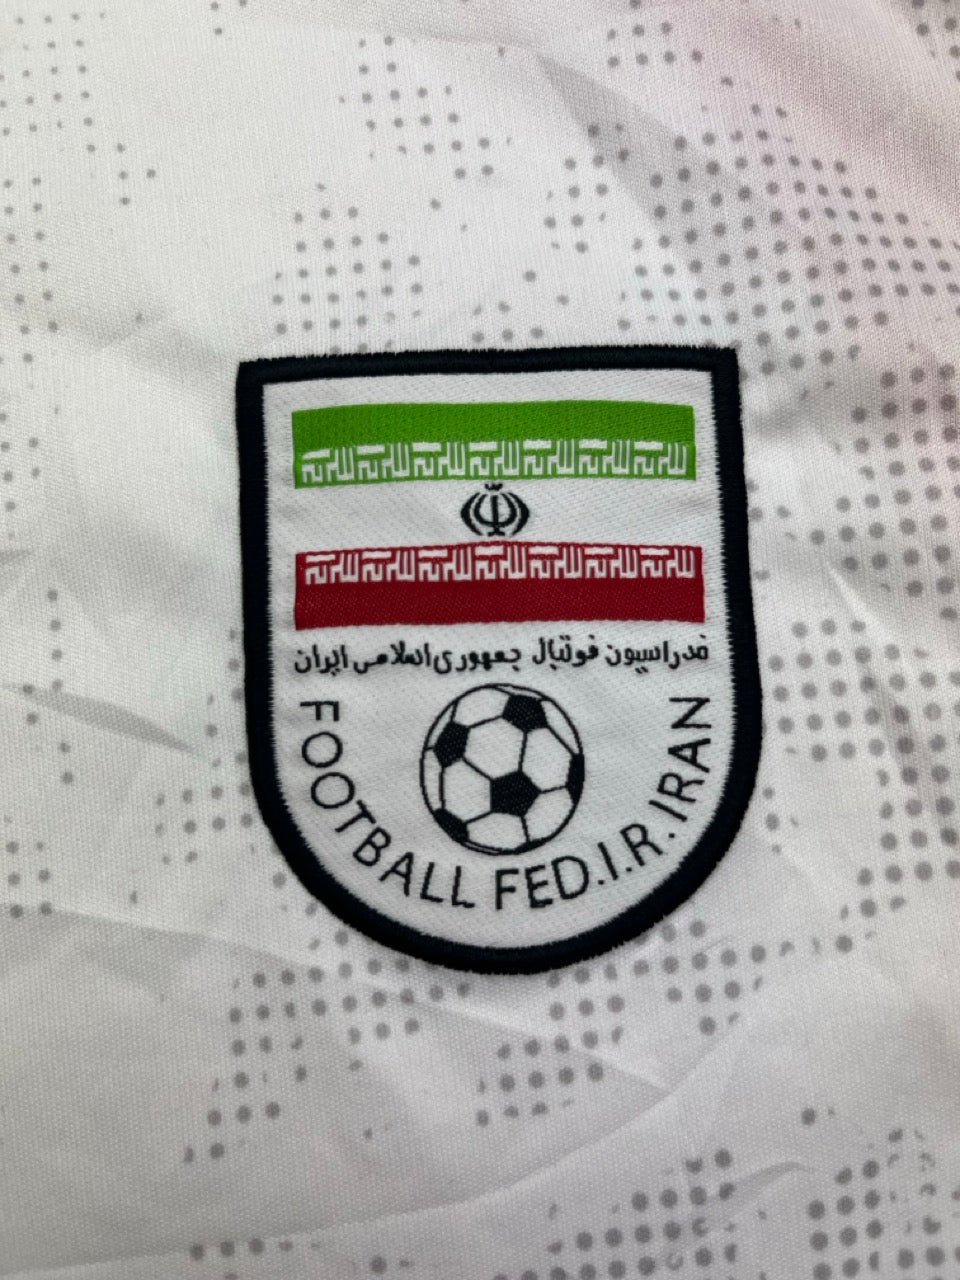 فدراسیون فوتبال جمهوری اسلامی ایران
FOOTBALL FED.I.R.IRAN